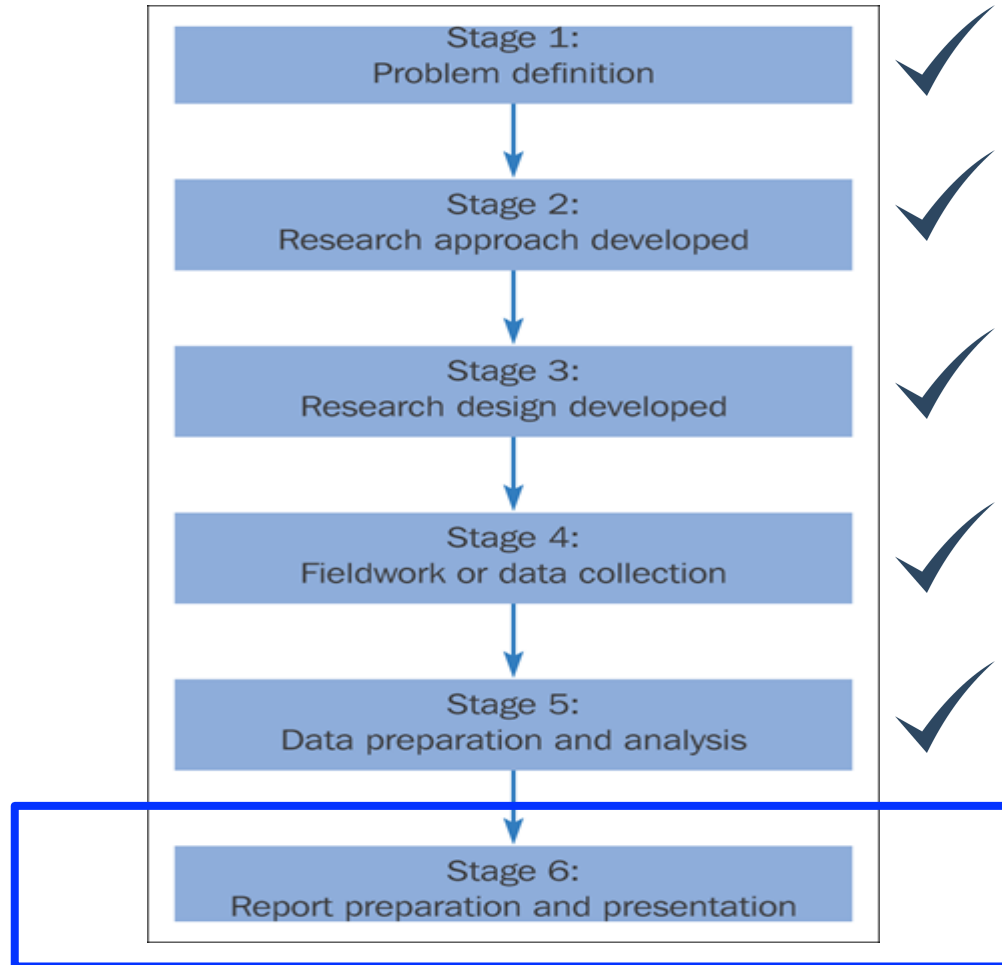 Stage 1:
Problem definition
Stage 2:
Research approach developed
Stage 3:
Research design developed
Stage 4:
Fieldwork or data collection
Stage 5:
Data preparation and analysis
Stage 6:
Report preparation and presentation